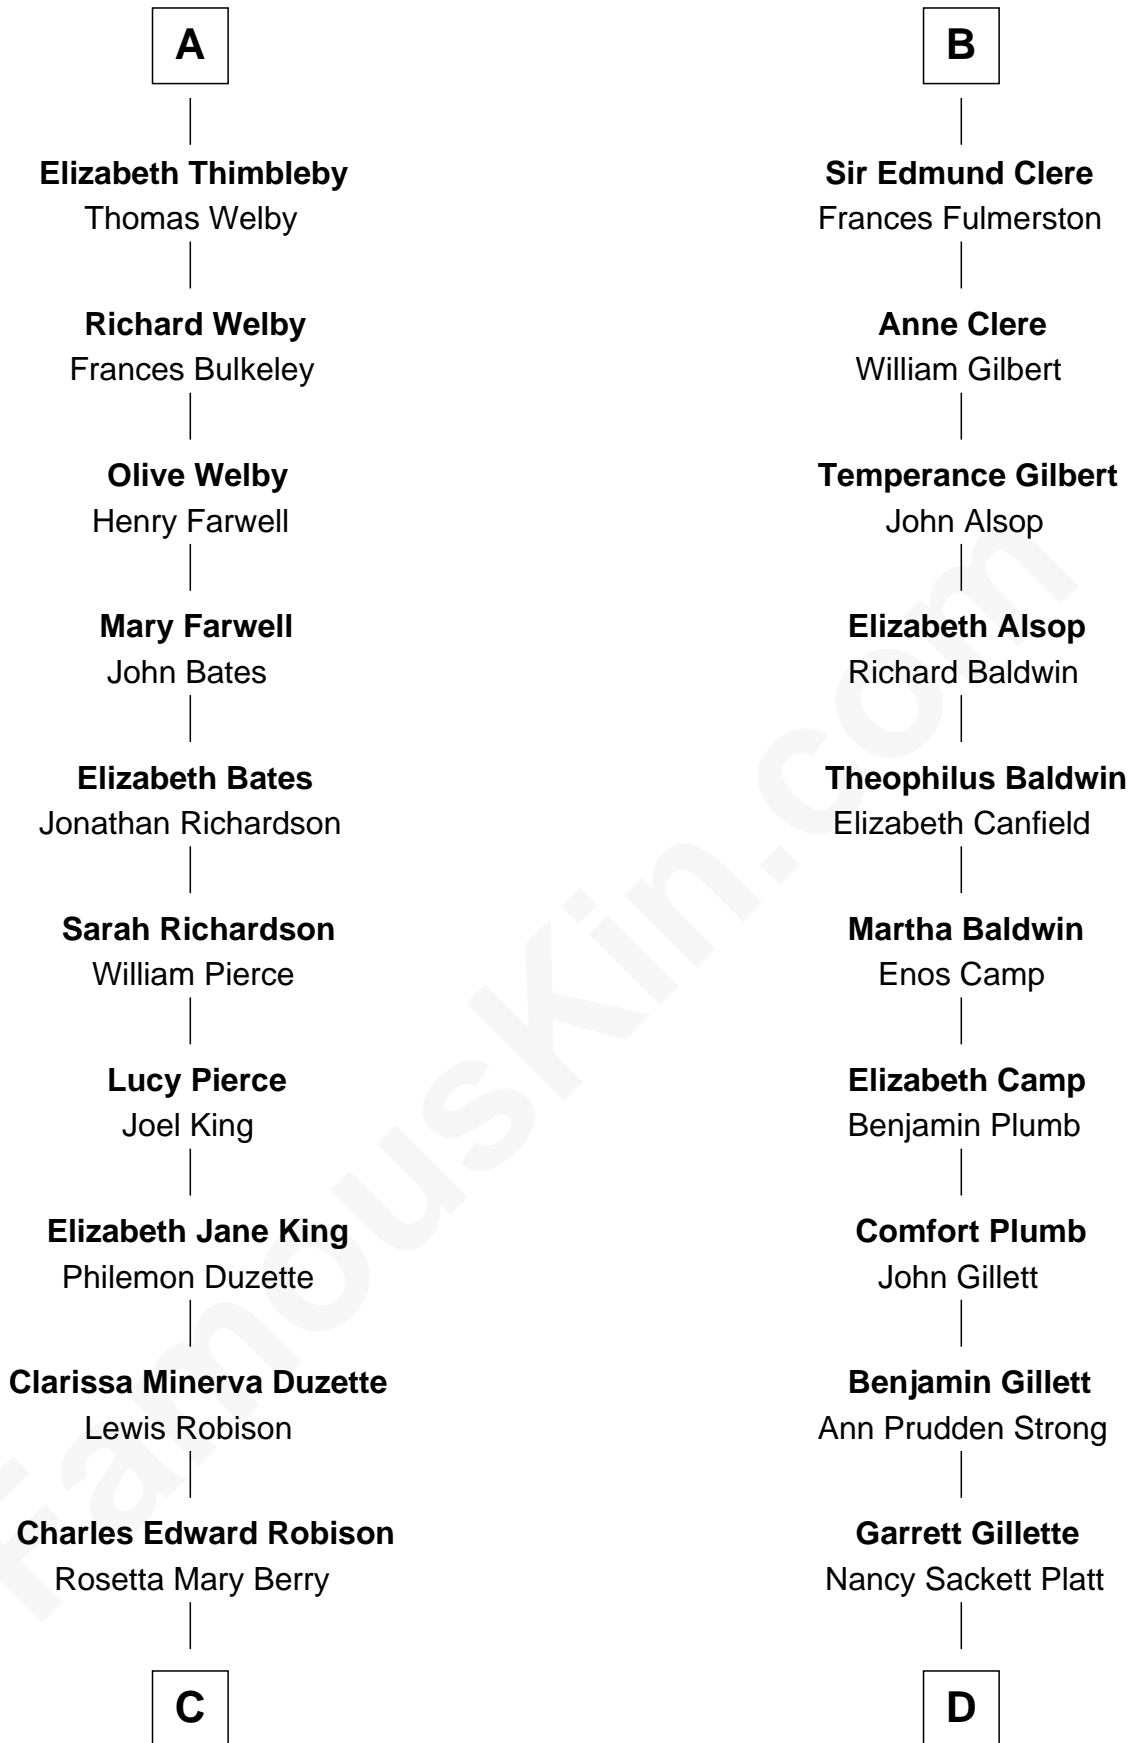 A
Elizabeth Thimbleby
Thomas Welby
Richard Welby
Frances Bulkeley
Olive Welby
Henry Farwell
Mary Farwell
John Bates
Elizabeth Bates
Jonathan Richardson
Sarah Richardson
William Pierce
Lucy Pierce
Joel King
Elizabeth Jane King
Philemon Duzette
Clarissa Minerva Duzette
Lewis Robison
Charles Edward Robison
Rosetta Mary Berry
C
B
Sir Edmund Clere
Frances Fulmerston
Anne Clere
William Gilbert
Temperance Gilbert
John Alsop
Elizabeth Alsop
Richard Baldwin
Theophilus Baldwin
Elizabeth Canfield
Martha Baldwin
Enos Camp
Elizabeth Camp
Benjamin Plumb
Comfort Plumb
John Gillett
Benjamin Gillett
Ann Prudden Strong
Garrett Gillette
Nancy Sackett Platt
D
FamousKin.com